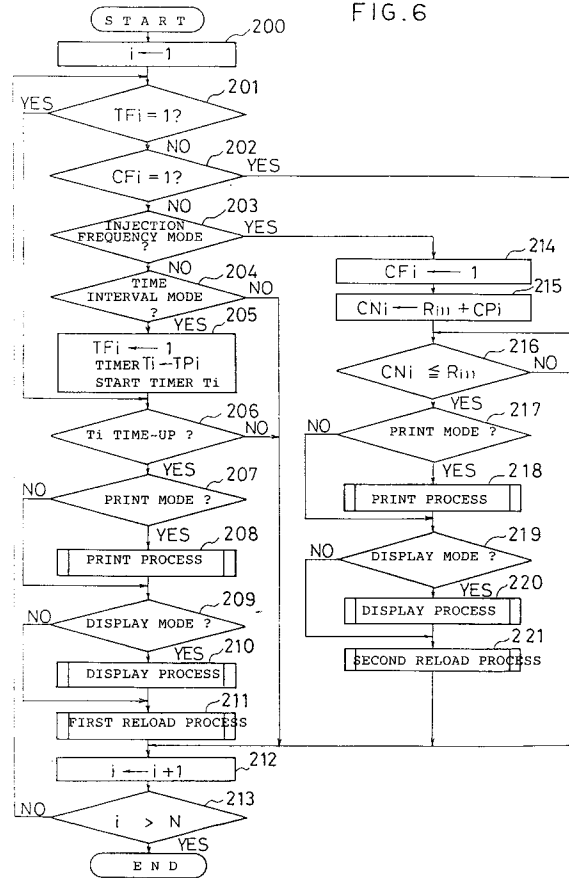 FIG.6
START
200
i ← 1
201
TFi = 1?
YES
NO
202
CFi = 1?
YES
NO
203
INJECTION
FREQUENCY MODE
?
YES
NO
204
TIME
INTERVAL MODE
?
NO
YES
205
TFi ← 1
TIMER Ti ← TPi
START TIMER Ti
206
Ti TIME-UP ?
NO
YES
207
PRINT MODE ?
NO
YES
208
PRINT PROCESS
209
DISPLAY MODE ?
NO
YES
210
DISPLAY PROCESS
211
FIRST RELOAD PROCESS
212
i ← i+1
213
i > N
NO
YES
END
214
CFi ← 1
215
CNi ← R111 + CPi
216
CNi ≦ R111
NO
YES
217
PRINT MODE ?
NO
YES
218
PRINT PROCESS
219
DISPLAY MODE ?
NO
YES
220
DISPLAY PROCESS
221
SECOND RELOAD PROCESS